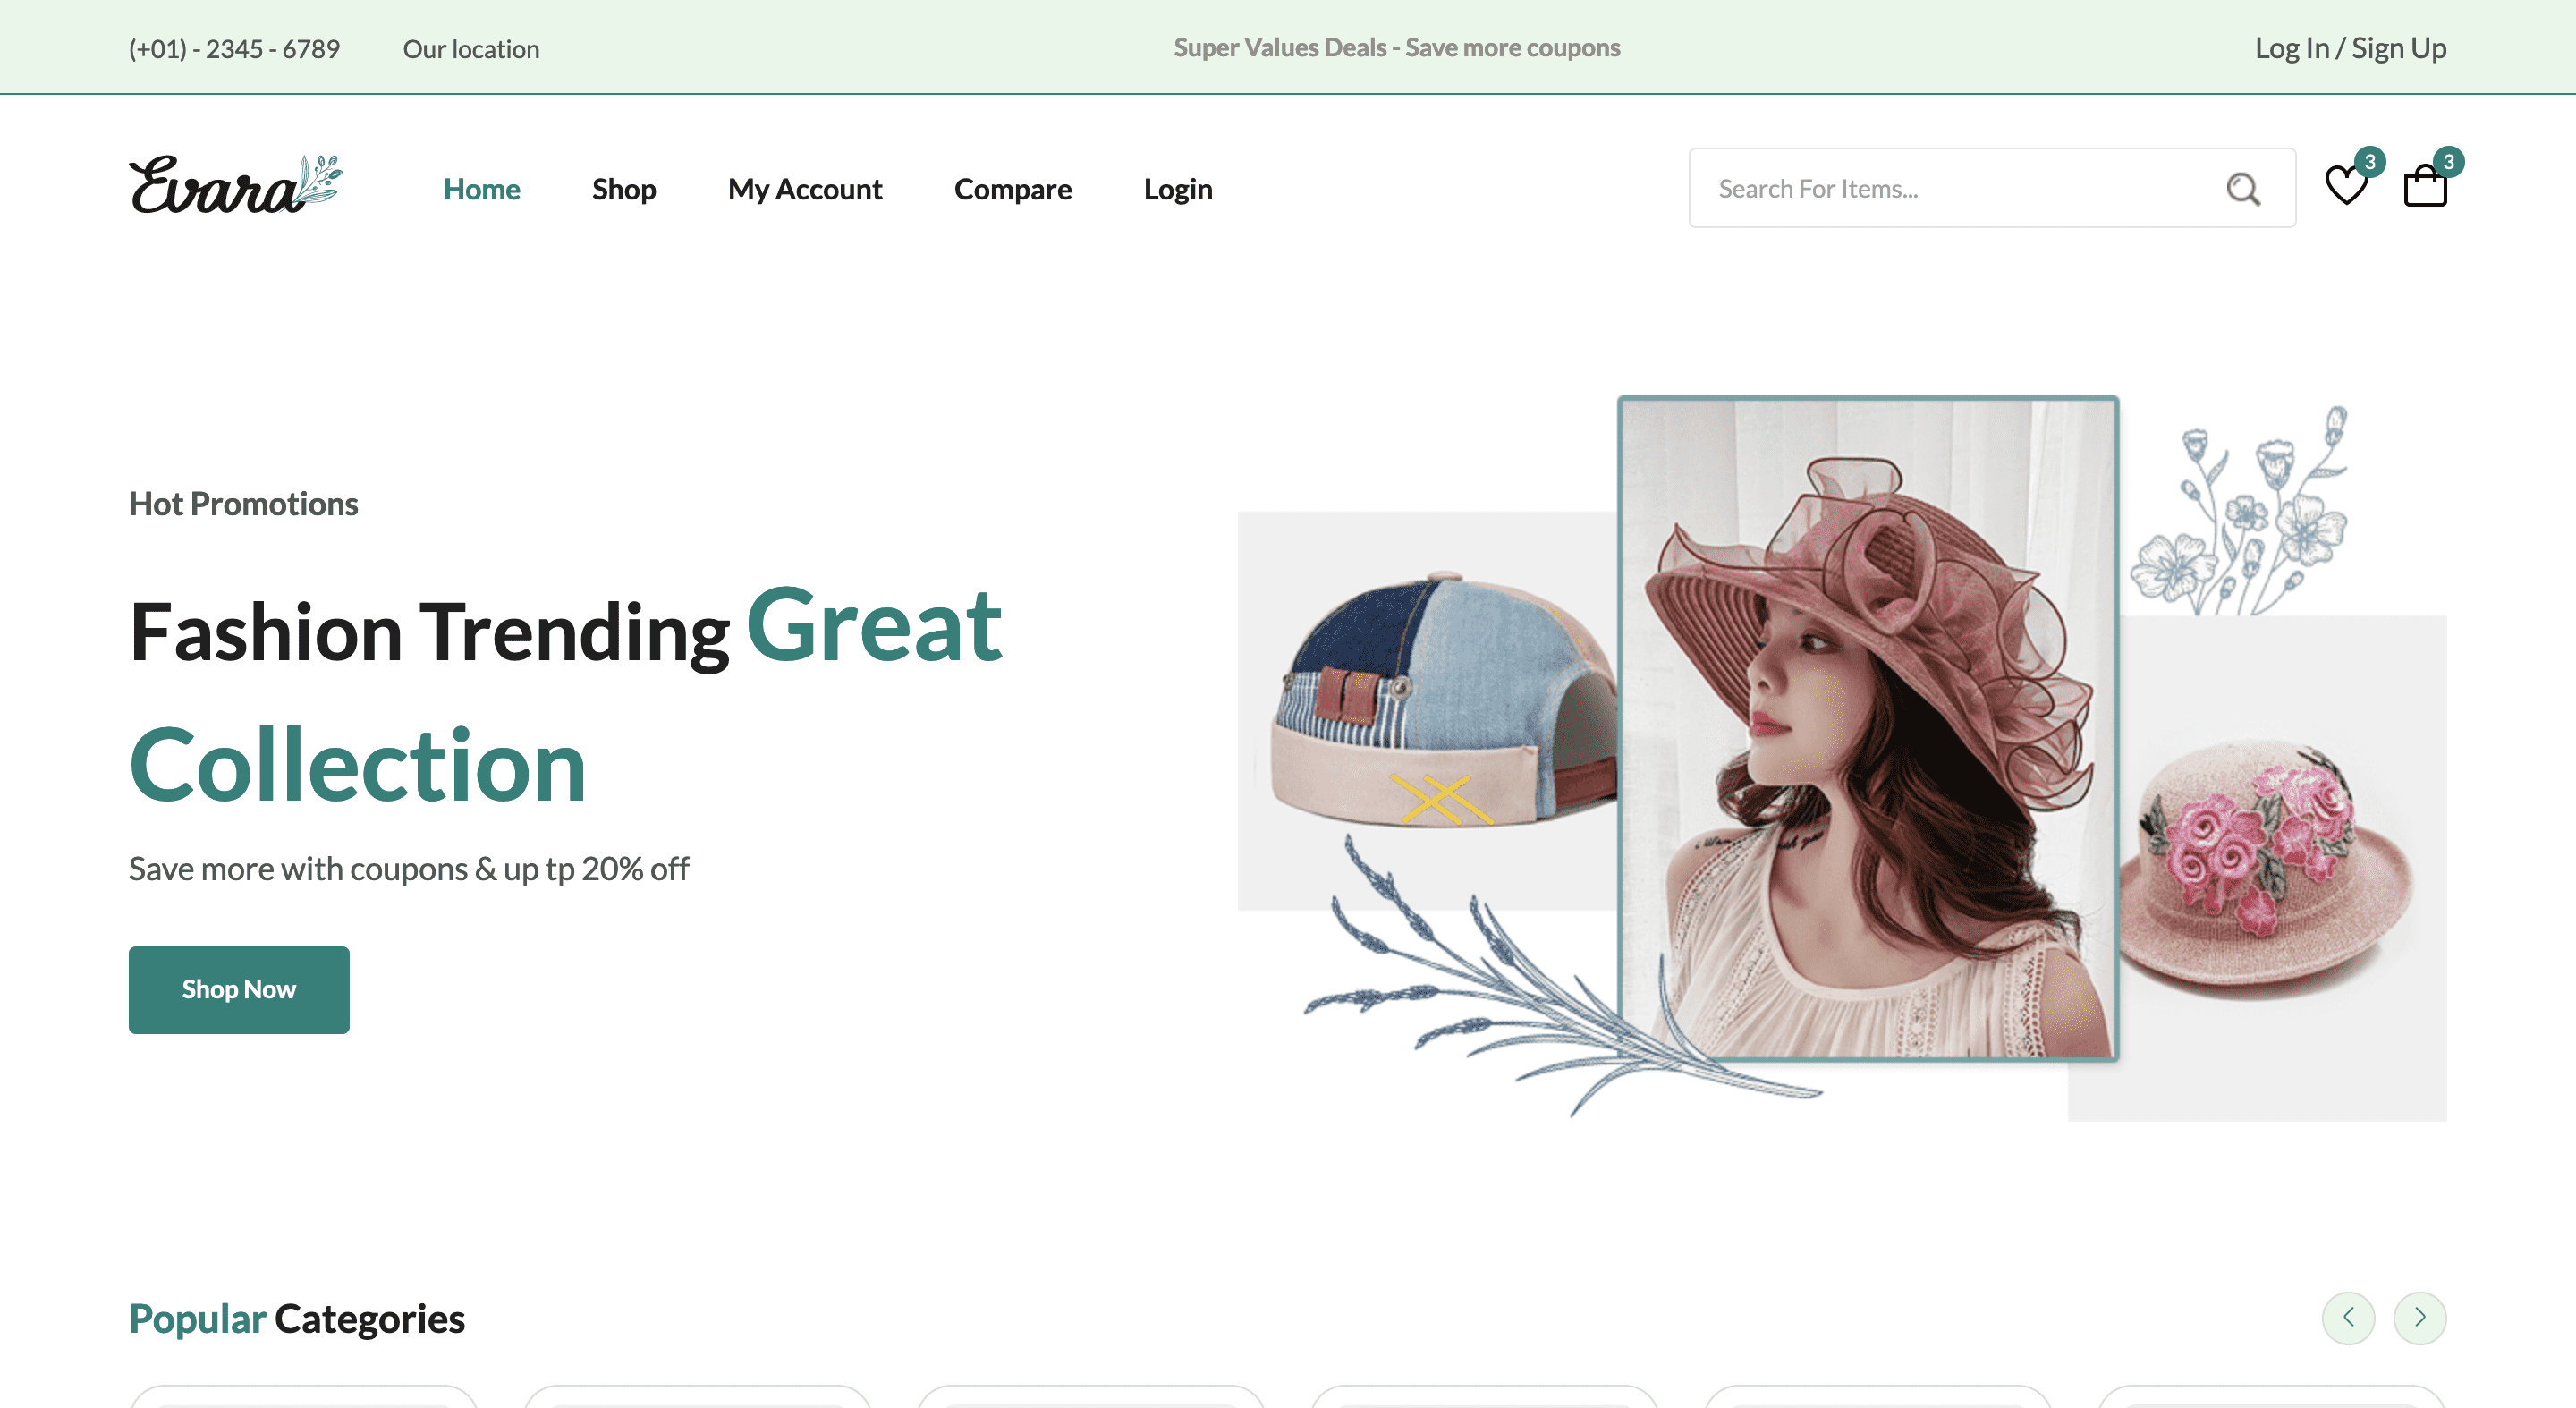 (+01) - 2345 - 6789 Our location Super Values Deals - Save more coupons Log In / Sign Up
Evara Home Shop My Account Compare Login Search For Items... 3 3
Hot Promotions
Fashion Trending Great
Collection
Save more with coupons & up tp 20% off
Shop Now
Popular Categories